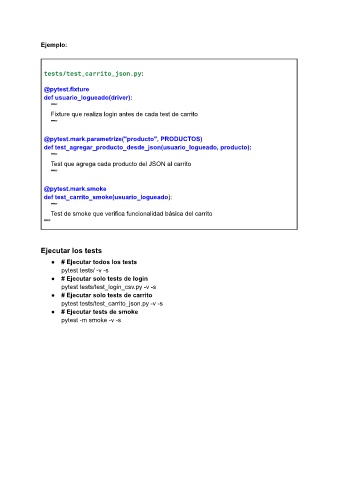 Ejemplo:
tests/test_carrito_json.py:
@pytest.fixture
def usuario_logueado(driver):
"""
Fixture que realiza login antes de cada test de carrito
"""
@pytest.mark.parametrize("producto", PRODUCTOS)
def test_agregar_producto_desde_json(usuario_logueado, producto):
"""
Test que agrega cada producto del JSON al carrito
"""
@pytest.mark.smoke
def test_carrito_smoke(usuario_logueado):
"""
Test de smoke que verifica funcionalidad básica del carrito
"""
Ejecutar los tests
● # Ejecutar todos los tests
pytest tests/ -v -s
● # Ejecutar solo tests de login
pytest tests/test_login_csv.py -v -s
● # Ejecutar solo tests de carrito
pytest tests/test_carrito_json.py -v -s
● # Ejecutar tests de smoke
pytest -m smoke -v -s